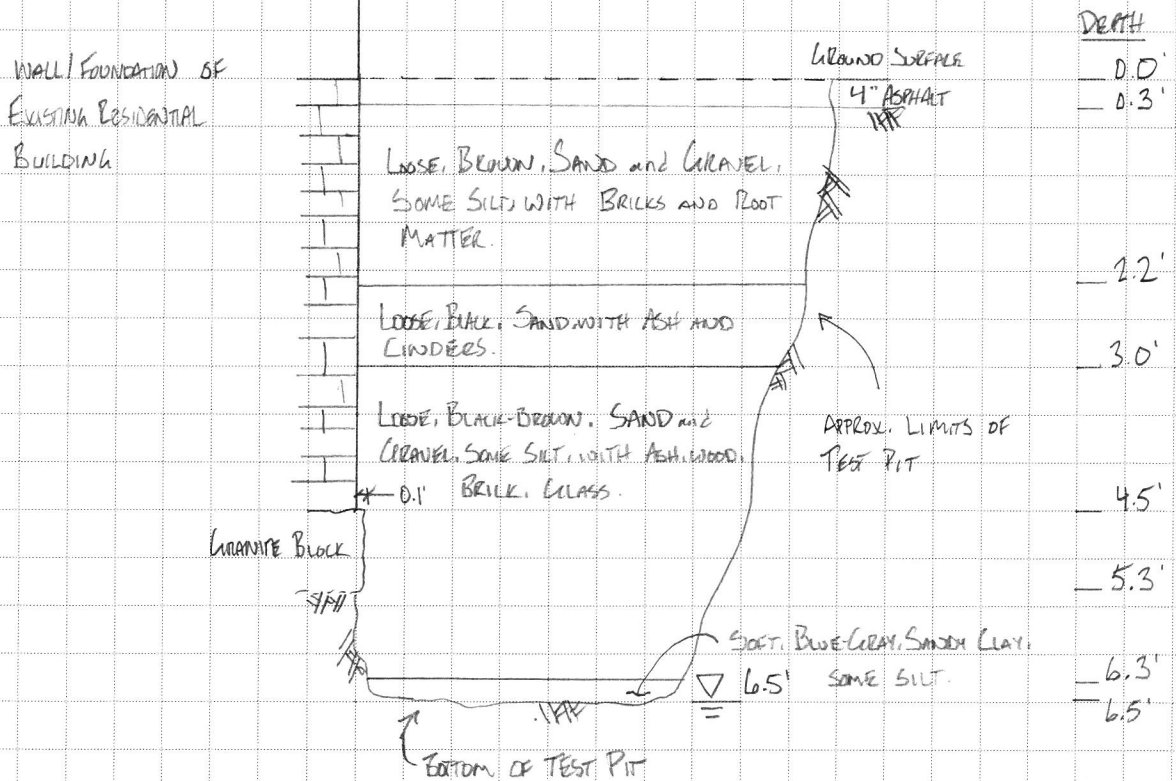 DEPTH
GROUND SURFACE
0.0'
WALL/FOUNDATION OF
EXISTING RESIDENTIAL
BUILDING
4" ASPHALT
0.3'
LOOSE, BROWN, SAND and GRAVEL,
SOME SILT, WITH BRICKS AND ROOT
MATTER.
2.2'
LOOSE, BLACK, SAND WITH ASH AND
CINDERS.
3.0'
LOOSE, BLACK-BROWN, SAND and
GRAVEL, SOME SILT, WITH ASH, WOOD,
BRICK, GLASS.
APPROX. LIMITS OF
TEST PIT
0.1'
4.5'
GRANITE BLOCK
5.3'
SOFT, BLUE-GRAY, SANDY CLAY,
SOME SILT.
6.5'
6.3'
6.5'
BOTTOM OF TEST PIT